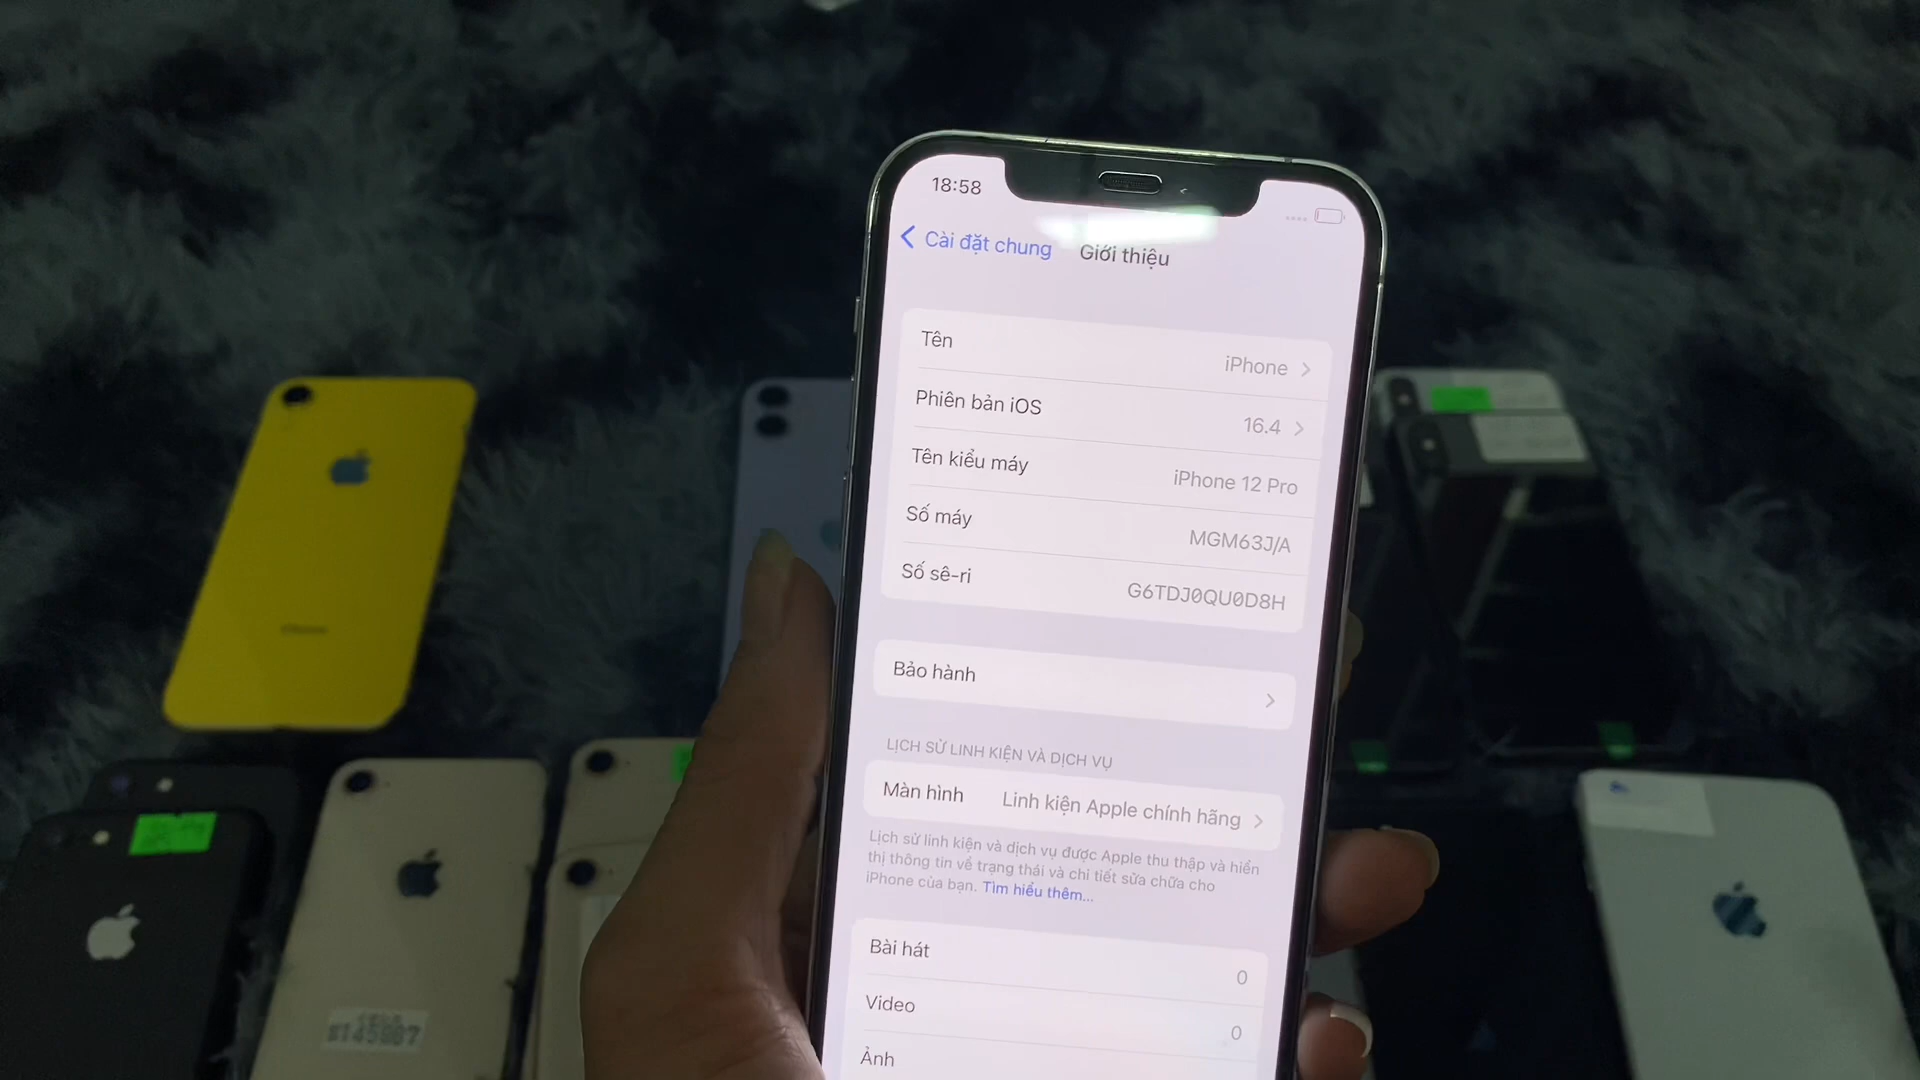 18:58
Cài đặt chung
Giới thiệu
Tên
iPhone
Phiên bản iOS
16.4
Tên kiểu máy
iPhone 12 Pro
Số máy
MGM63J/A
Số sê-ri
G6TDJ0QU0D8H
Bảo hành
LỊCH SỬ LINH KIỆN VÀ DỊCH VỤ
Màn hình
Linh kiện Apple chính hãng
Lịch sử linh kiện và dịch vụ được Apple thu thập và hiển
thị thông tin về trạng thái và chi tiết sửa chữa cho
iPhone của bạn. Tìm hiểu thêm...
Bài hát
0
Video
0
Ảnh